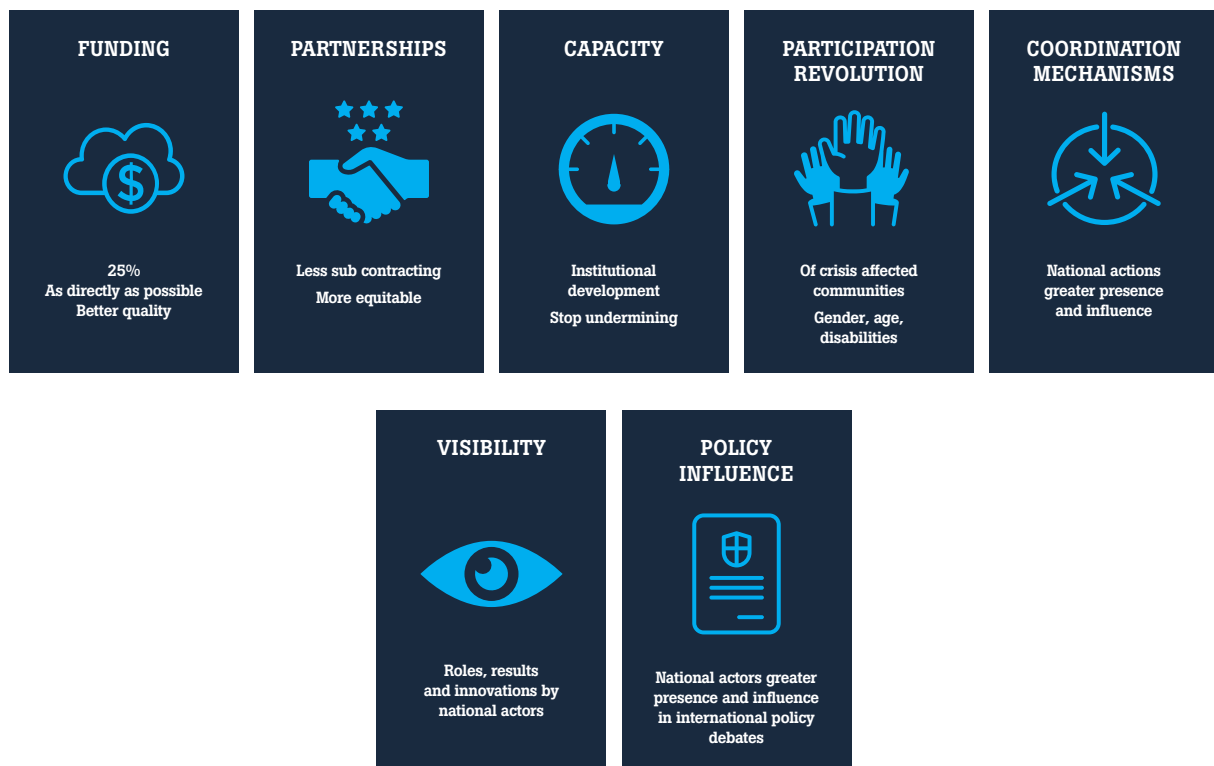 FUNDING
25%
As directly as possible
Better quality
PARTNERSHIPS
Less sub contracting
More equitable
CAPACITY
Institutional
development
Stop undermining
PARTICIPATION
REVOLUTION
Of crisis affected
communities
Gender, age,
disabilities
COORDINATION
MECHANISMS
National actions
greater presence
and influence
VISIBILITY
Roles, results
and innovations by
national actors
POLICY
INFLUENCE
National actors greater
presence and influence
in international policy
debates